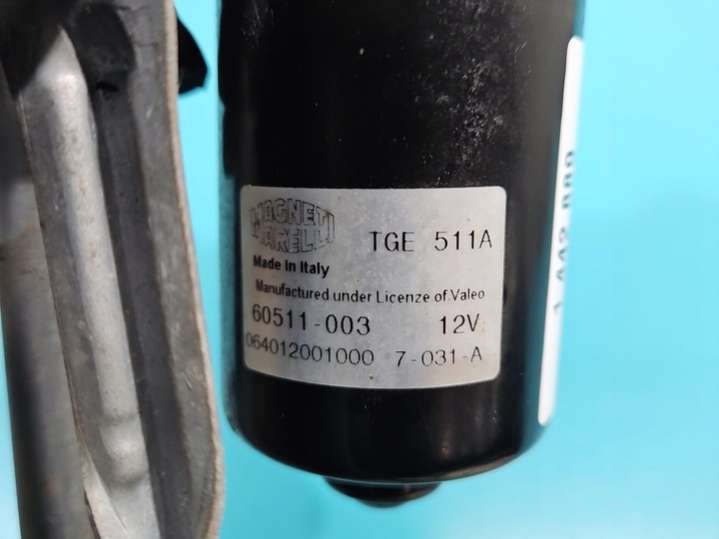 MAGNETI
MARELLI
TGE 511A
Made in Italy
Manufactured under Licenze of.Valeo
60511-003 12V
064012001000 7-031-A